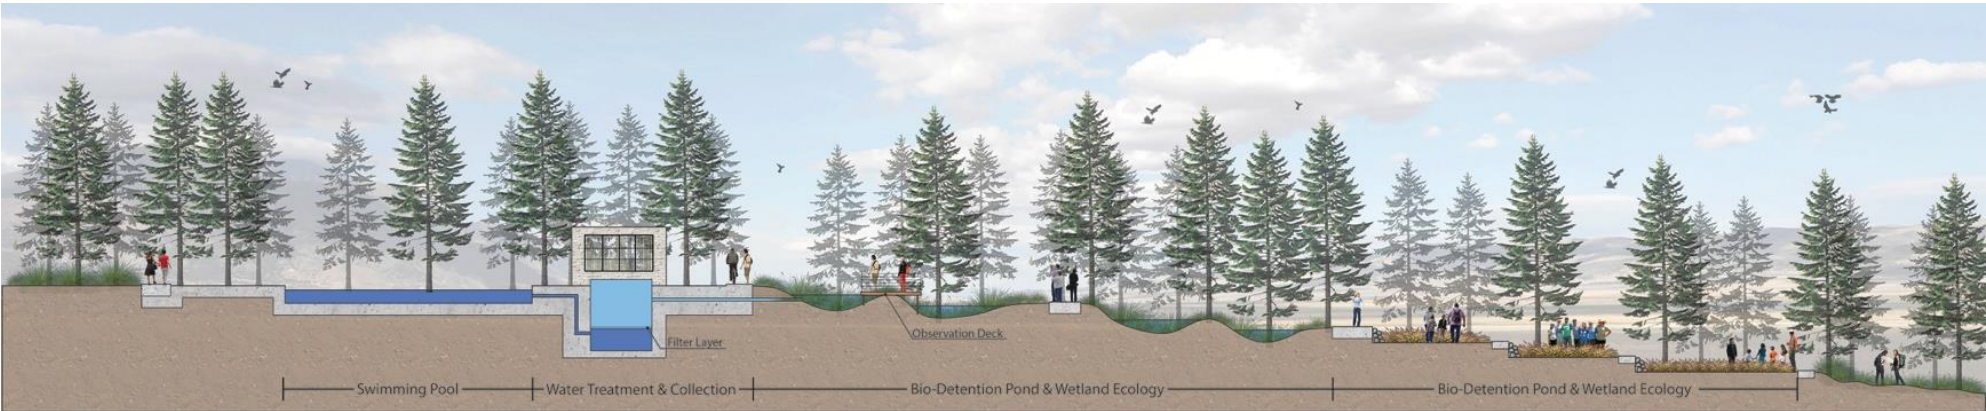 Filter Layer
Observation Deck
Swimming Pool
Water Treatment & Collection
Bio-Detention Pond & Wetland Ecology
Bio-Detention Pond & Wetland Ecology